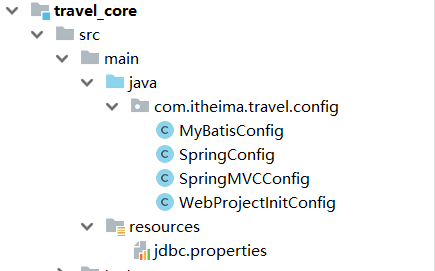 travel_core
src
main
java
com.itheima.travel.config
MyBatisConfig
SpringConfig
SpringMVCConfig
WebProjectInitConfig
resources
jdbc.properties